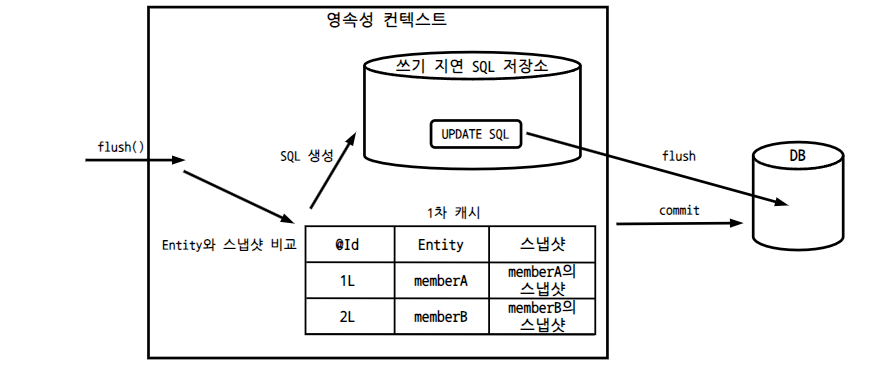 영속성 컨텍스트
쓰기 지연 SQL 저장소
UPDATE SQL
flush()
SQL 생성
flush
DB
commit
Entity와 스냅샷 비교
1차 캐시
@Id Entity 스냅샷
1L memberA memberA의
스냅샷
2L memberB memberB의
스냅샷